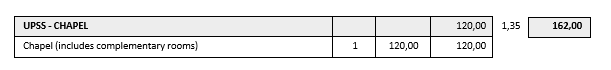 UPSS - CHAPEL 120,00 1,35 162,00
Chapel (includes complementary rooms) 1 120,00 120,00